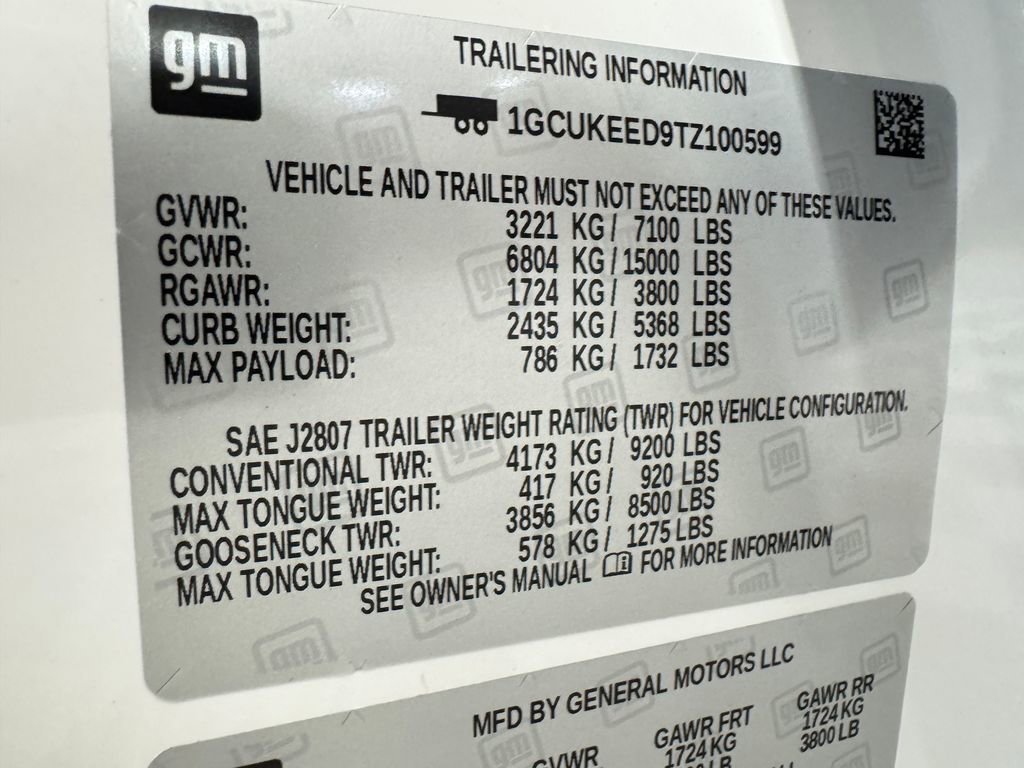 gm
TRAILERING INFORMATION
1GCUKEED9TZ100599
VEHICLE AND TRAILER MUST NOT EXCEED ANY OF THESE VALUES.
GVWR: 3221 KG / 7100 LBS
GCWR: 6804 KG / 15000 LBS
RGAWR: 1724 KG / 3800 LBS
CURB WEIGHT: 2435 KG / 5368 LBS
MAX PAYLOAD: 786 KG / 1732 LBS
SAE J2807 TRAILER WEIGHT RATING (TWR) FOR VEHICLE CONFIGURATION.
CONVENTIONAL TWR: 4173 KG / 9200 LBS
MAX TONGUE WEIGHT: 417 KG / 920 LBS
GOOSENECK TWR: 3856 KG / 8500 LBS
MAX TONGUE WEIGHT: 578 KG / 1275 LBS
SEE OWNER'S MANUAL FOR MORE INFORMATION
MFD BY GENERAL MOTORS LLC
GVWR GAWR FRT GAWR RR
1724 KG 1724 KG
3800 LB